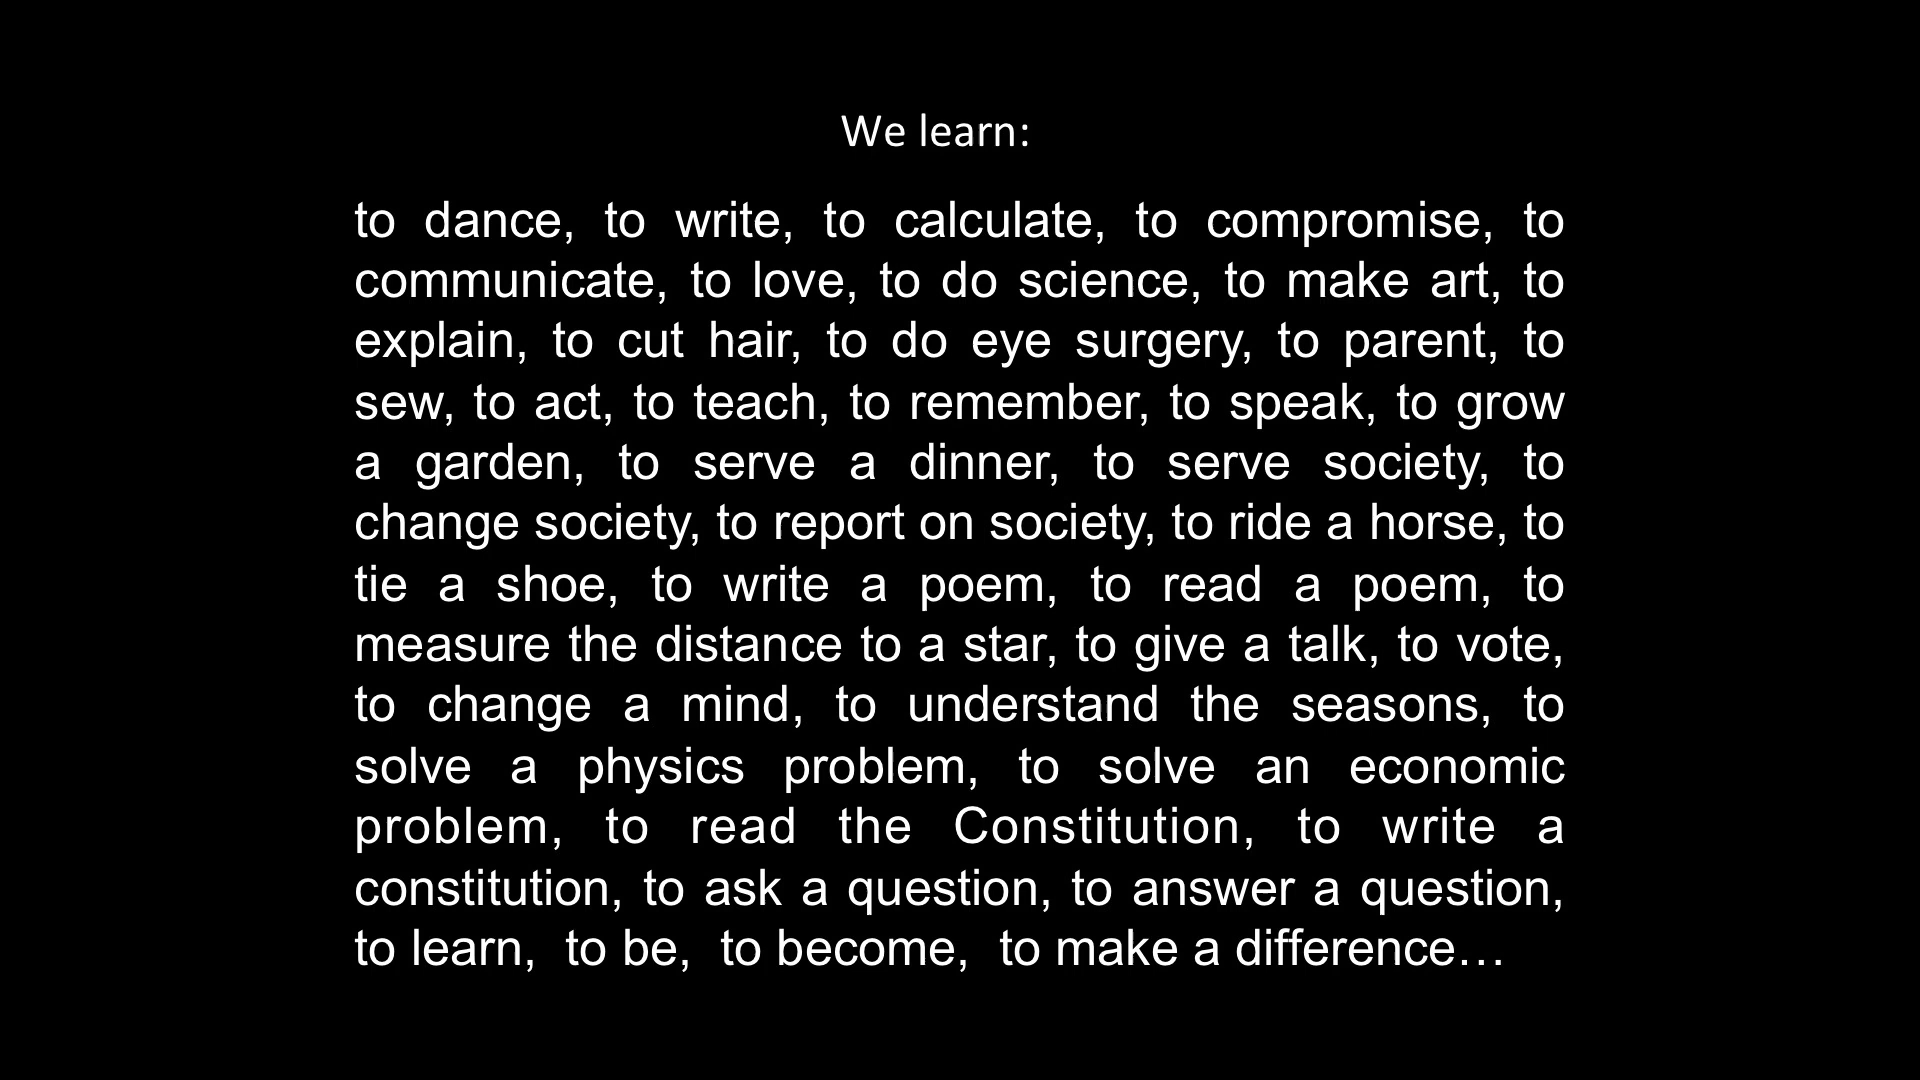 We learn:
to dance, to write, to calculate, to compromise, to
communicate, to love, to do science, to make art, to
explain, to cut hair, to do eye surgery, to parent, to
sew, to act, to teach, to remember, to speak, to grow
a garden, to serve a dinner, to serve society, to
change society, to report on society, to ride a horse, to
tie a shoe, to write a poem, to read a poem, to
measure the distance to a star, to give a talk, to vote,
to change a mind, to understand the seasons, to
solve a physics problem, to solve an economic
problem, to read the Constitution, to write a
constitution, to ask a question, to answer a question,
to learn, to be, to become, to make a difference…